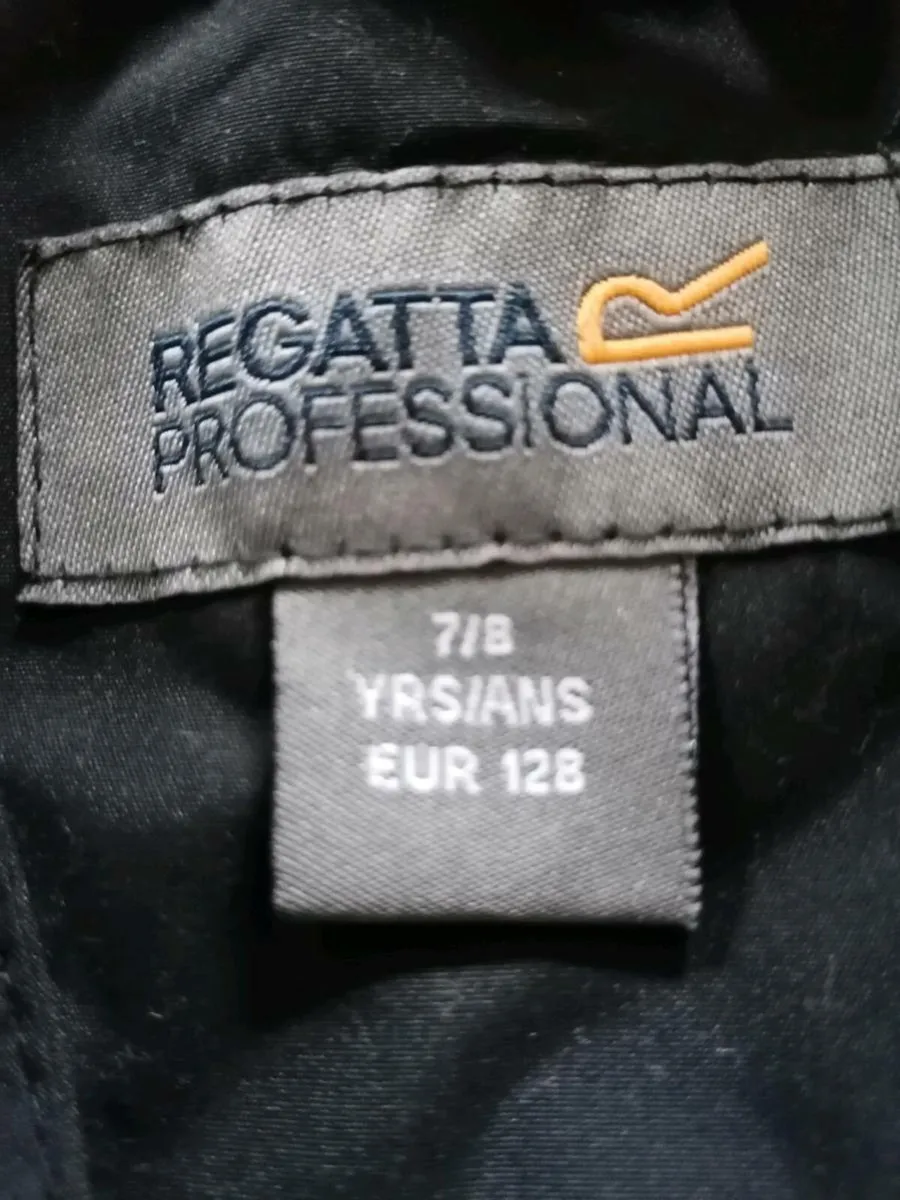 REGATTA
PROFESSIONAL
7/8
YRS/ANS
EUR 128